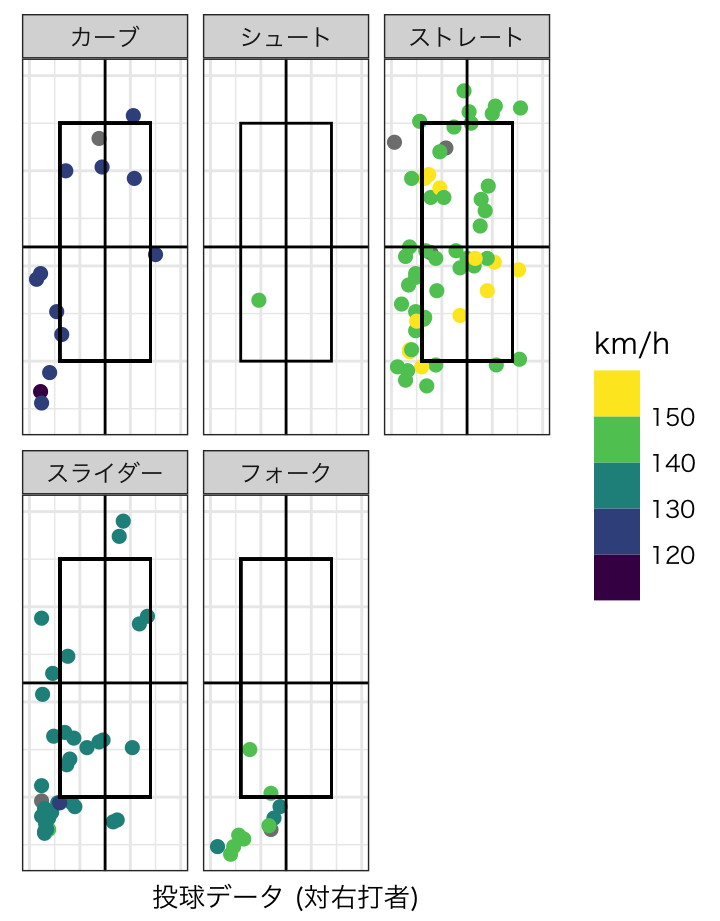 カーブ
シュート
ストレート
スライダー
フォーク
km/h
150
140
130
120
投球データ (対右打者)